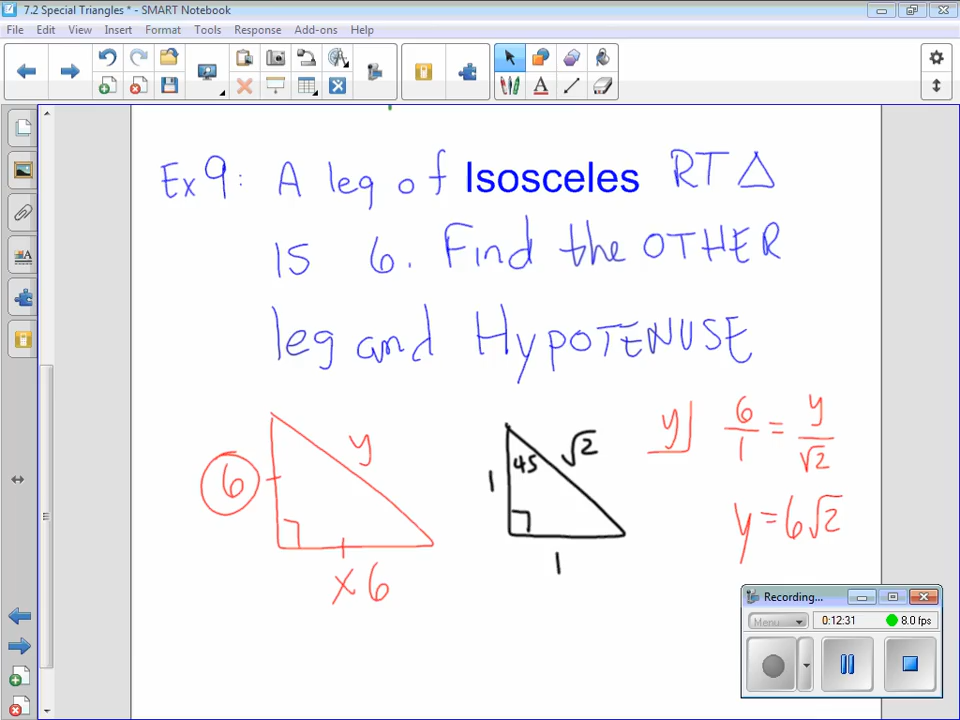 7.2 Special Triangles * - SMART Notebook
File Edit View Insert Format Tools Response Add-ons Help
Ex 9: A leg of Isosceles RT △
IS 6. Find the OTHER
leg and HYPOTENUSE
6
y
x 6
45
√2
1
1
y
6/1 = y/√2
y = 6√2
Recording...
Menu
0:12:31
8.0 fps